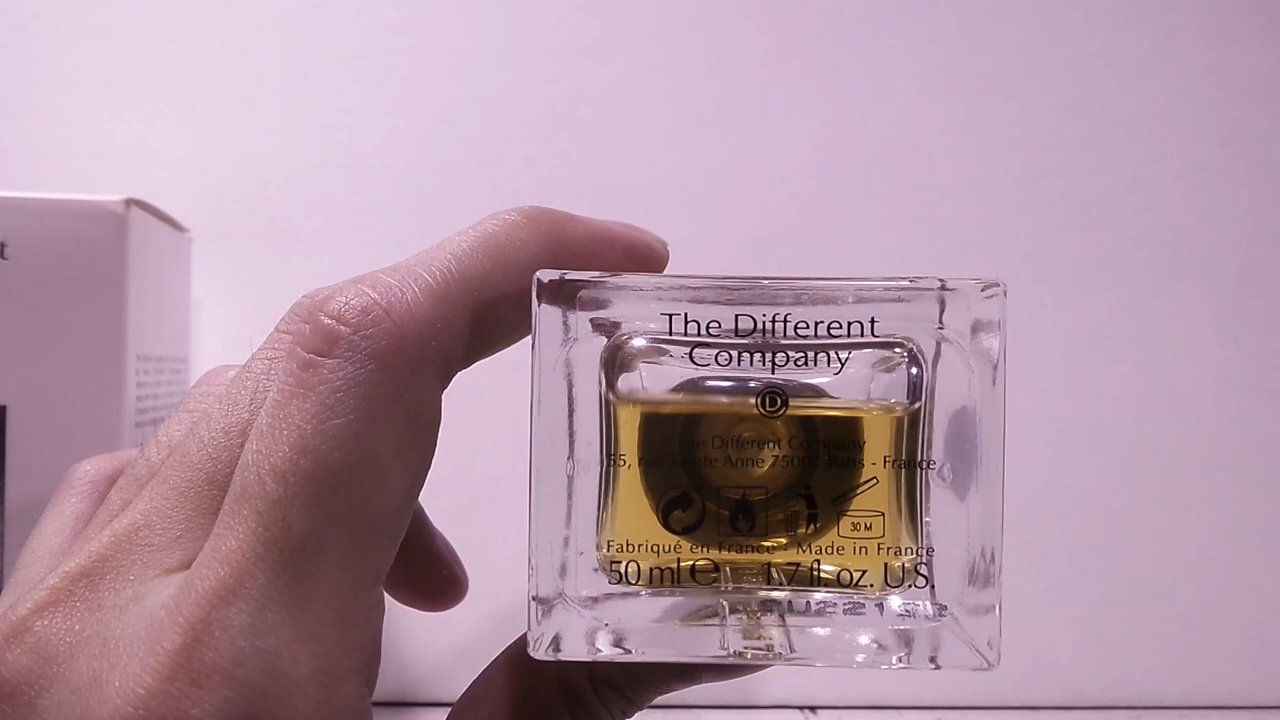 The Different
Company
D
The Different Company
55, rue Sainte Anne 75002 Paris - France
30 M
Fabriqué en France - Made in France
50 ml e 1.7 fl. oz. U.S.
t